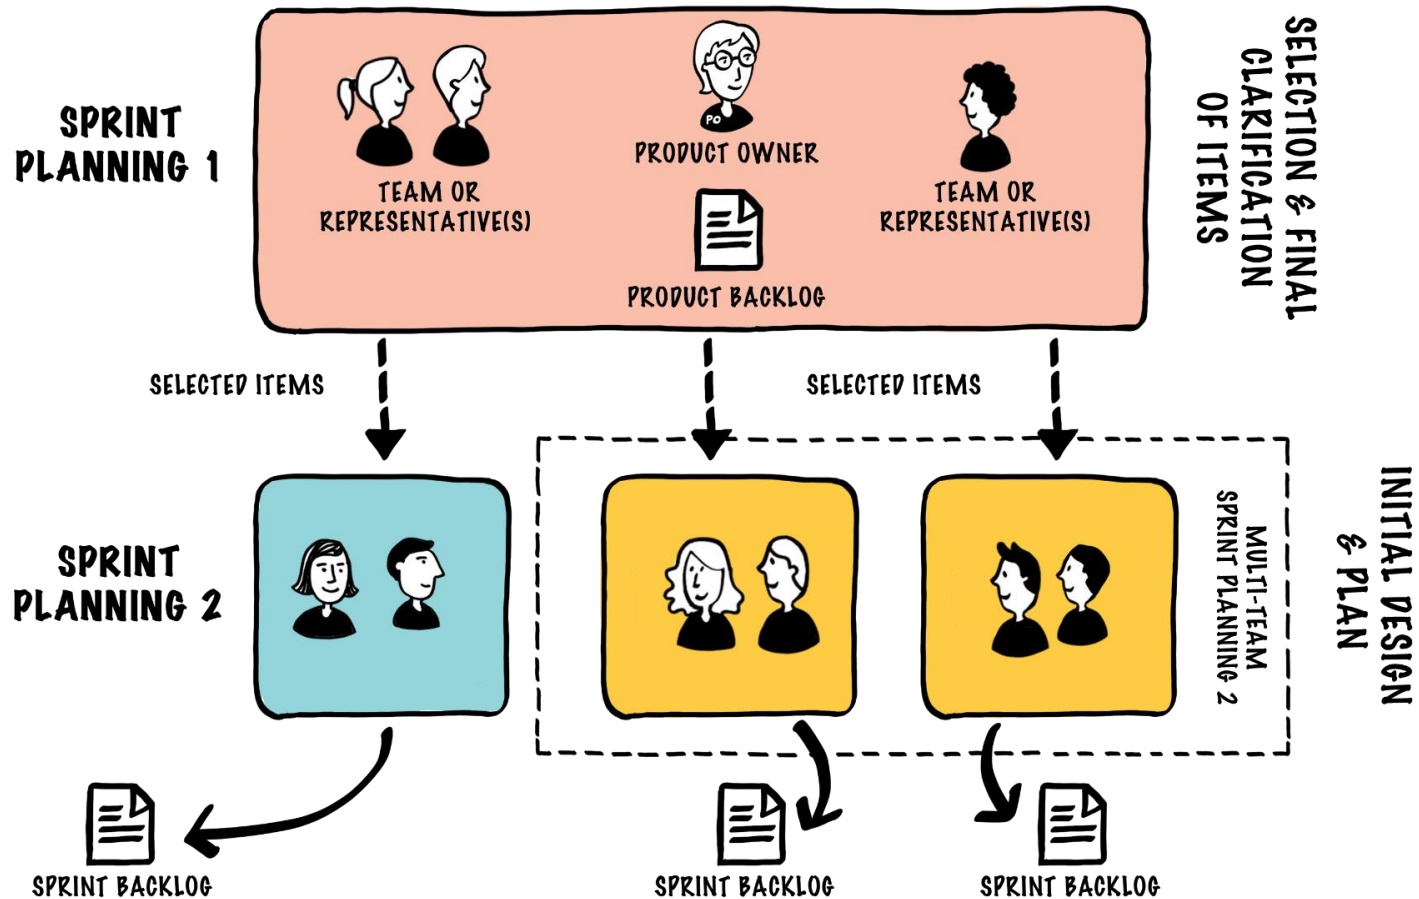 SPRINT
PLANNING 1
PO
PRODUCT OWNER
TEAM OR
REPRESENTATIVE(S)
TEAM OR
REPRESENTATIVE(S)
PRODUCT BACKLOG
SELECTION & FINAL
CLARIFICATION
OF ITEMS
SELECTED ITEMS
SELECTED ITEMS
SPRINT
PLANNING 2
MULTI-TEAM
SPRINT PLANNING 2
INITIAL DESIGN
& PLAN
SPRINT BACKLOG
SPRINT BACKLOG
SPRINT BACKLOG